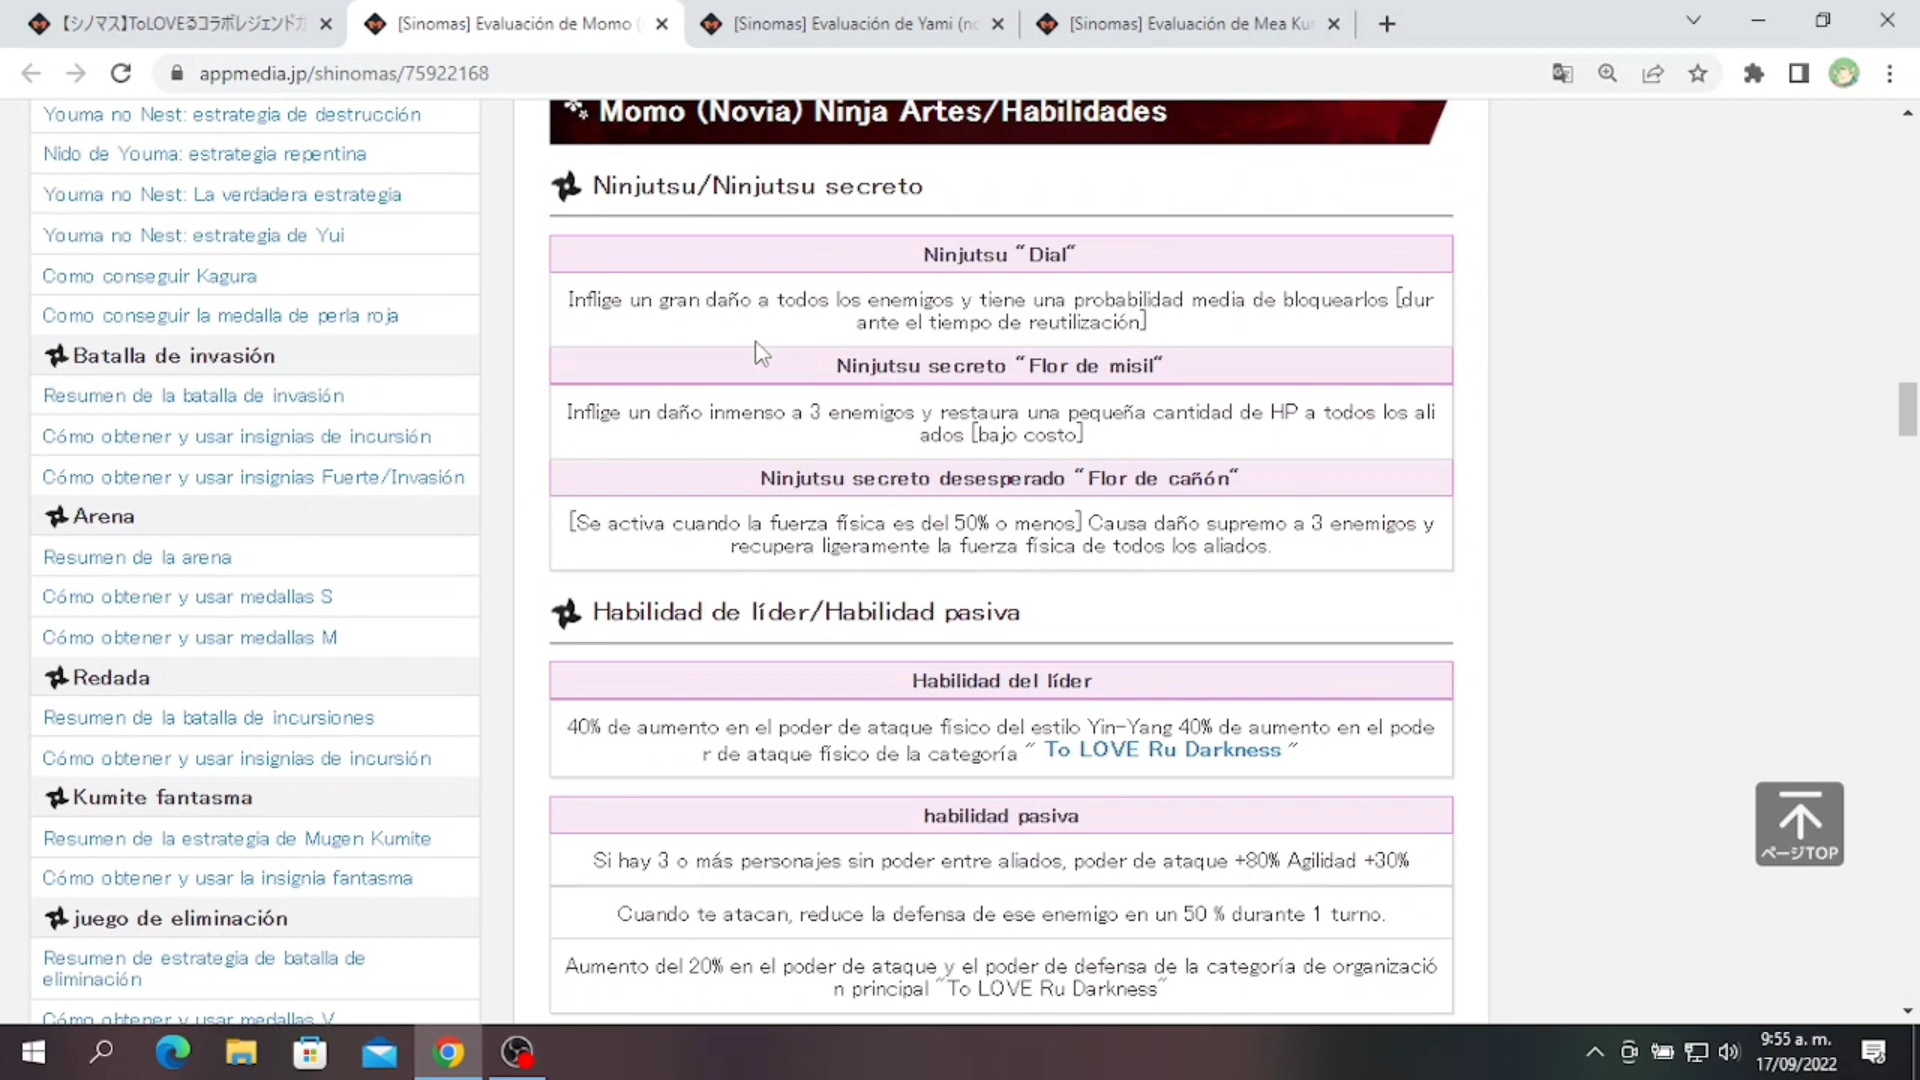 【シノマス】ToLOVEるコラボレジェンドガ
[Sinomas] Evaluación de Momo (
[Sinomas] Evaluación de Yami (no
[Sinomas] Evaluación de Mea Kur
appmedia.jp/shinomas/75922168
Youma no Nest: estrategia de destrucción
Nido de Youma: estrategia repentina
Youma no Nest: La verdadera estrategia
Youma no Nest: estrategia de Yui
Como conseguir Kagura
Como conseguir la medalla de perla roja
Batalla de invasión
Resumen de la batalla de invasión
Cómo obtener y usar insignias de incursión
Cómo obtener y usar insignias Fuerte/Invasión
Arena
Resumen de la arena
Cómo obtener y usar medallas S
Cómo obtener y usar medallas M
Redada
Resumen de la batalla de incursiones
Cómo obtener y usar insignias de incursión
Kumite fantasma
Resumen de la estrategia de Mugen Kumite
Cómo obtener y usar la insignia fantasma
juego de eliminación
Resumen de estrategia de batalla de
eliminación
Cómo obtener y usar medallas V
Momo (Novia) Ninja Artes/Habilidades
Ninjutsu/Ninjutsu secreto
Ninjutsu "Dial"
Inflige un gran daño a todos los enemigos y tiene una probabilidad media de bloquearlos [dur
ante el tiempo de reutilización]
Ninjutsu secreto "Flor de misil"
Inflige un daño inmenso a 3 enemigos y restaura una pequeña cantidad de HP a todos los ali
ados [bajo costo]
Ninjutsu secreto desesperado "Flor de cañón"
[Se activa cuando la fuerza física es del 50% o menos] Causa daño supremo a 3 enemigos y
recupera ligeramente la fuerza física de todos los aliados.
Habilidad de líder/Habilidad pasiva
Habilidad del líder
40% de aumento en el poder de ataque físico del estilo Yin-Yang 40% de aumento en el pode
r de ataque físico de la categoría " To LOVE Ru Darkness "
habilidad pasiva
Si hay 3 o más personajes sin poder entre aliados, poder de ataque +80% Agilidad +30%
Cuando te atacan, reduce la defensa de ese enemigo en un 50 % durante 1 turno.
Aumento del 20% en el poder de ataque y el poder de defensa de la categoría de organizació
n principal "To LOVE Ru Darkness"
ページTOP
9:55 a. m.
17/09/2022